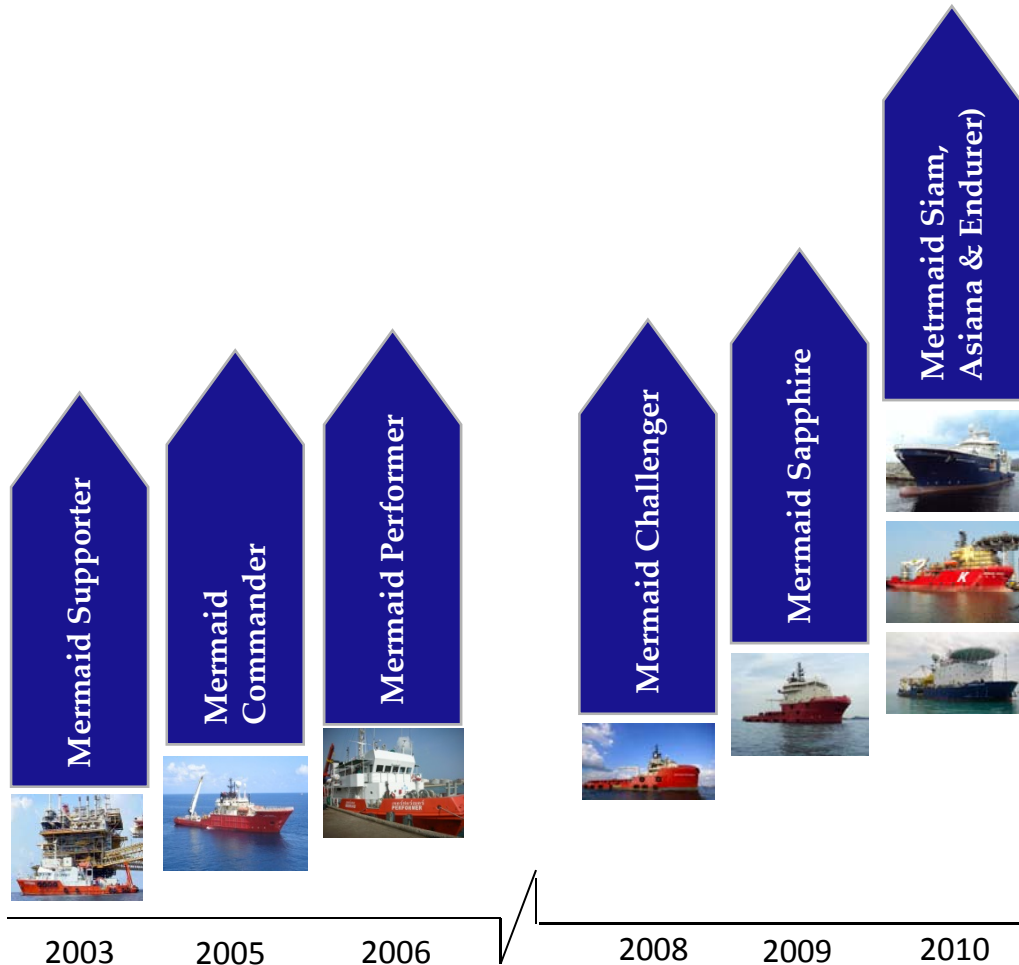 Mermaid Supporter
Mermaid
Commander
Mermaid Performer
Mermaid Challenger
Mermaid Sapphire
Metrmaid Siam,
Asiana & Endurer)
PERFORMER
K
2003
2005
2006
2008
2009
2010